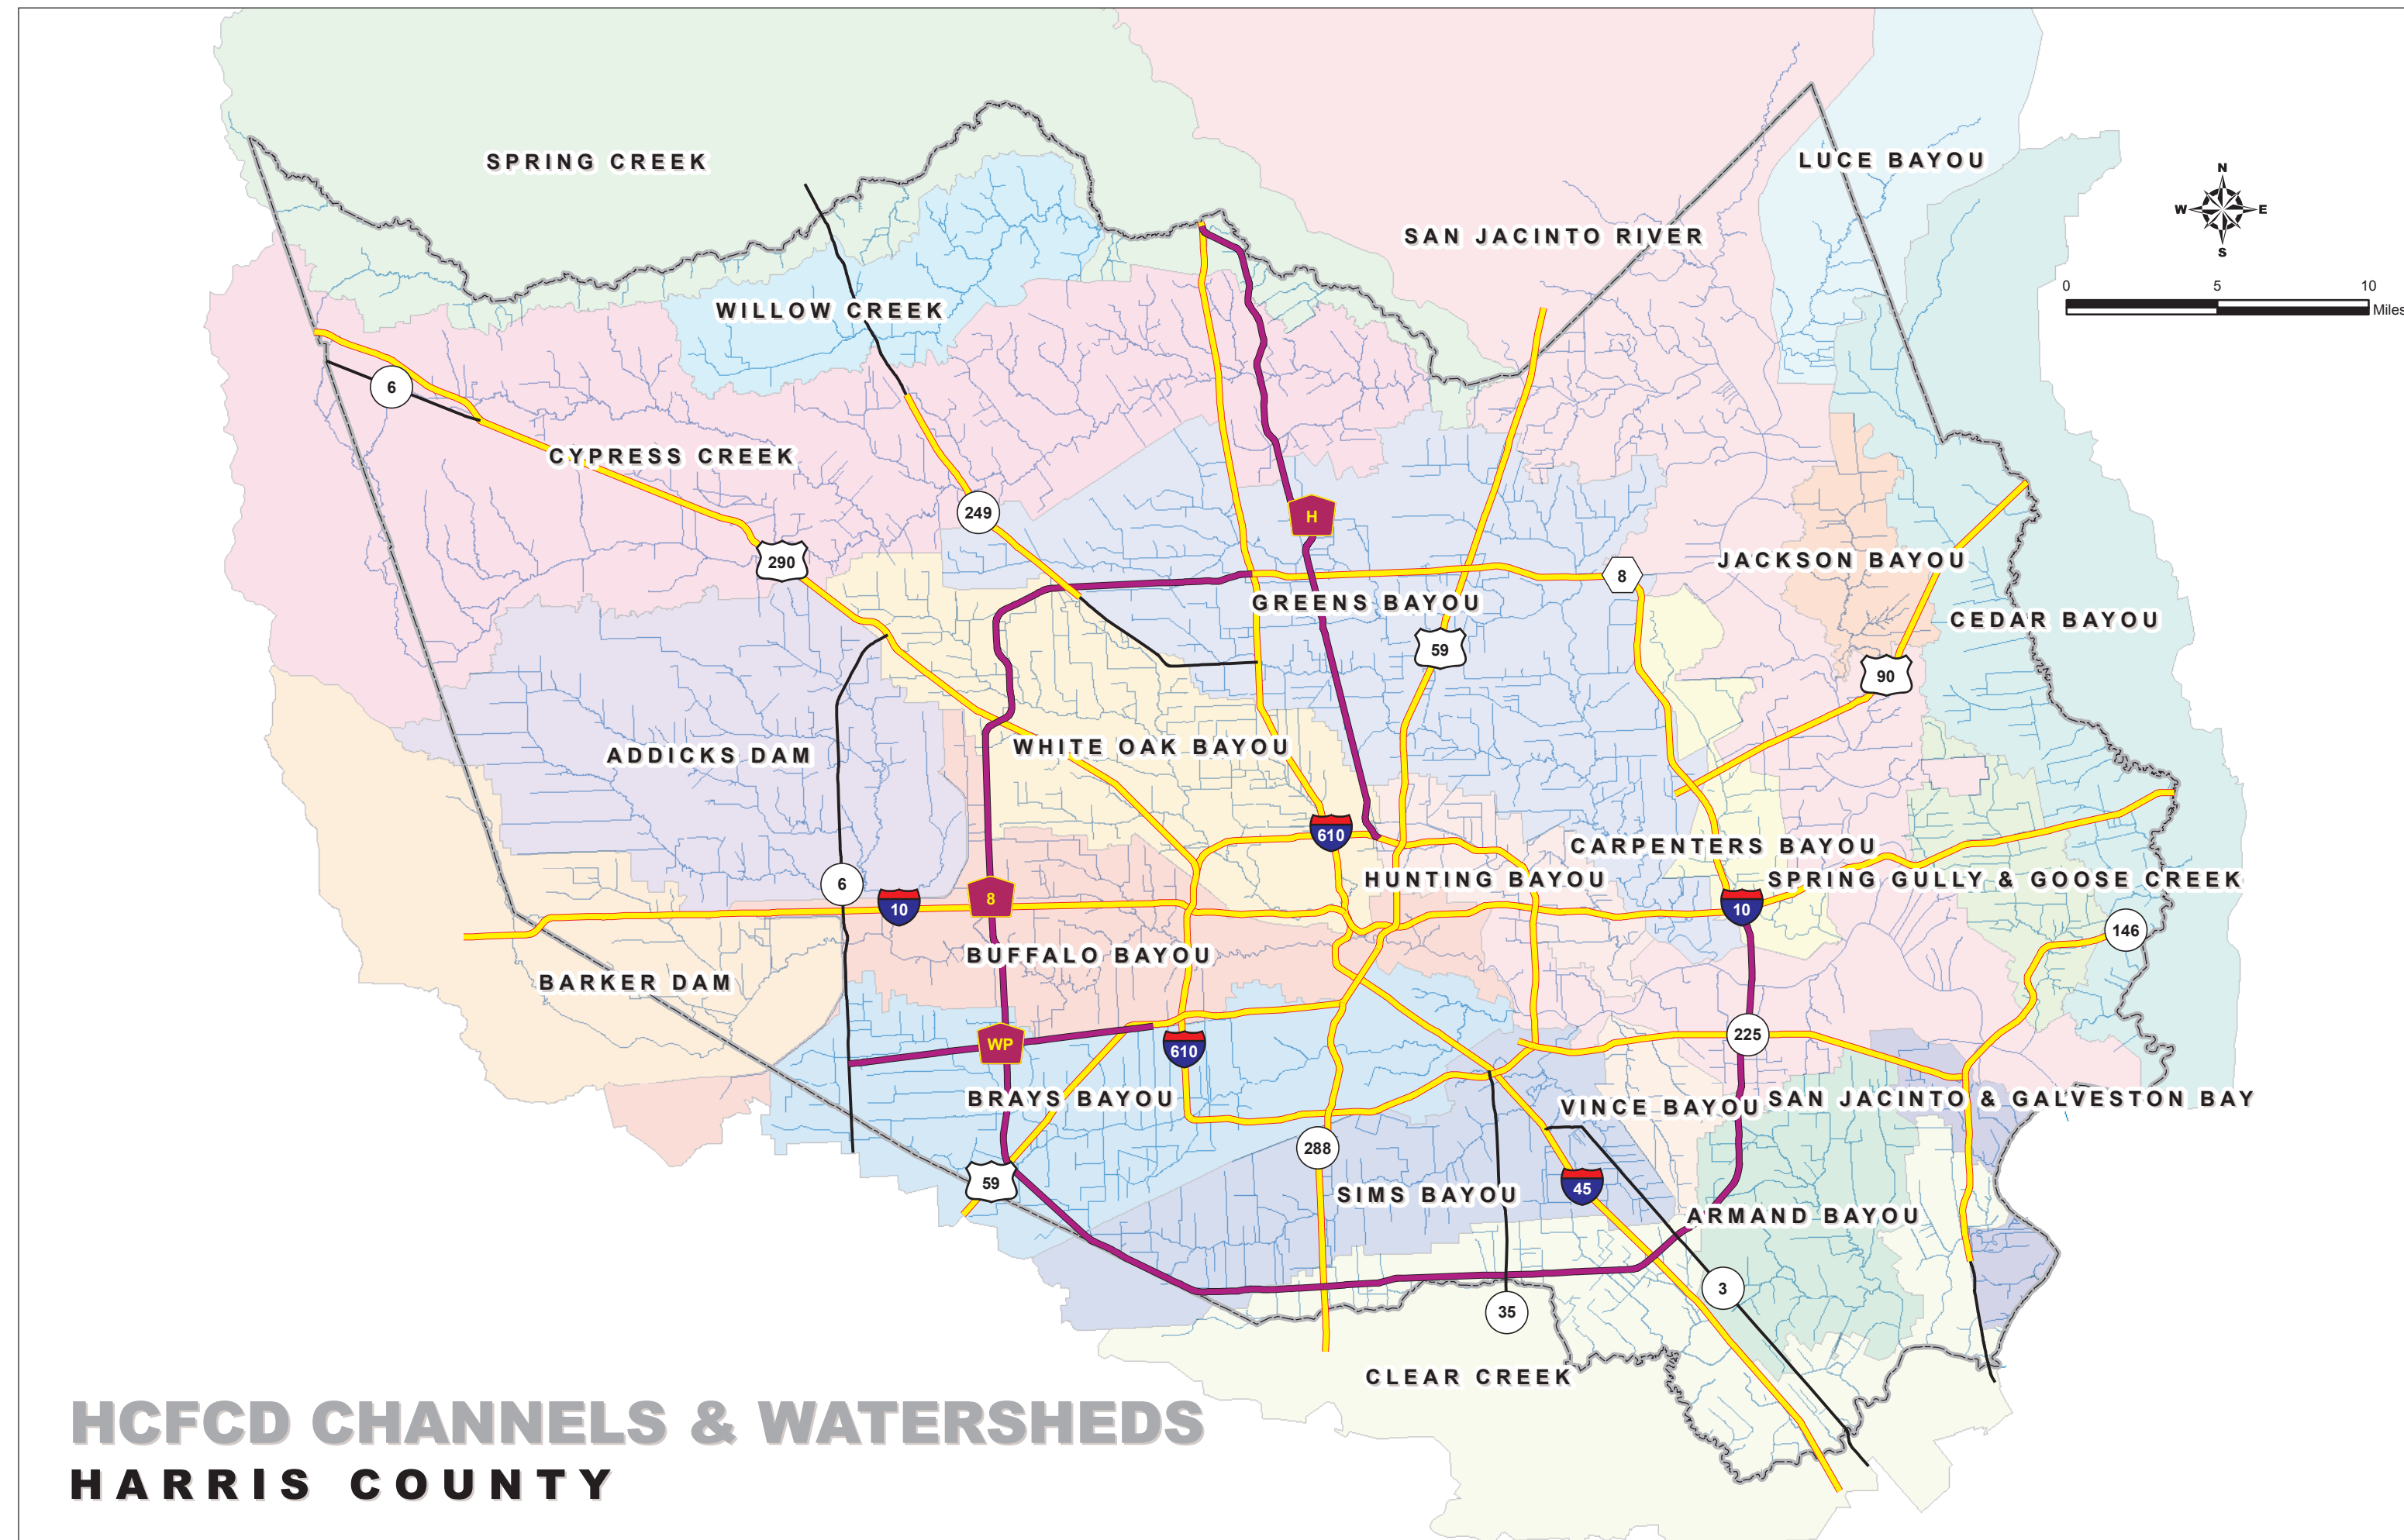 SPRING CREEK
LUCE BAYOU
N
W E
S
SAN JACINTO RIVER
0 5 10
Miles
WILLOW CREEK
6
CYPRESS CREEK
249
H
290
JACKSON BAYOU
8
GREENS BAYOU
CEDAR BAYOU
59
90
WHITE OAK BAYOU
ADDICKS DAM
610
CARPENTERS BAYOU
HUNTING BAYOU
SPRING GULLY & GOOSE CREEK
6
10
8
10
146
BUFFALO BAYOU
BARKER DAM
225
WP
610
BRAYS BAYOU
VINCE BAYOU
SAN JACINTO & GALVESTON BAY
288
59
45
SIMS BAYOU
ARMAND BAYOU
3
35
CLEAR CREEK
HCFCD CHANNELS & WATERSHEDS
HARRIS COUNTY